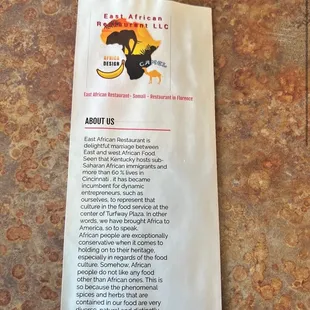 East African
Restaurant LLC
AFRICA
DESIGN
CAMEL
East African Restaurant- Somali - Restaurant in Florence
ABOUT US
East African Restaurant is
delightful marriage between
East and west African Food.
Seen that Kentucky hosts sub-
Saharan African immigrants and
more than 60 % lives in
Cincinnati . it has became
incumbent for dynamic
entrepreneurs, such as
ourselves, to represent that
culture in the food service at the
center of Turfway Plaza. In other
words, we have brought Africa to
America, so to speak.
African people are exceptionally
conservative when it comes to
holding on to their heritage,
especially in regards of the food
culture. Somehow, African
people do not like any food
other than African ones. This is
so because the phenomenal
spices and herbs that are
contained in our food are very
diverse, natural and distinctly